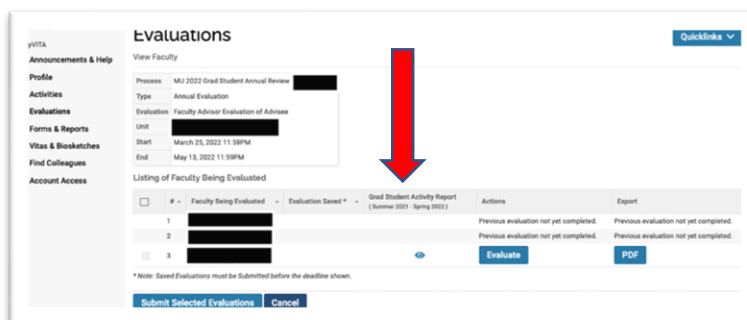 Evaluations
Quicklinks
yVITA
Announcements & Help
Profile
Activities
Evaluations
Forms & Reports
Vitas & Biosketches
Find Colleagues
Account Access
View Faculty
Process MU 2022 Grad Student Annual Review
Type Annual Evaluation
Evaluation Faculty Advisor Evaluation of Advisee
Unit
Start March 25, 2022 11:59PM
End May 13, 2022 11:59PM
Listing of Faculty Being Evaluated
# Faculty Being Evaluated Evaluation Saved * Grad Student Activity Report Actions Export
( Summer 2021 - Spring 2022 )
1 Previous evaluation not yet completed. Previous evaluation not yet completed.
2 Previous evaluation not yet completed. Previous evaluation not yet completed.
3 Evaluate PDF
* Note: Saved Evaluations must be Submitted before the deadline shown.
Submit Selected Evaluations Cancel